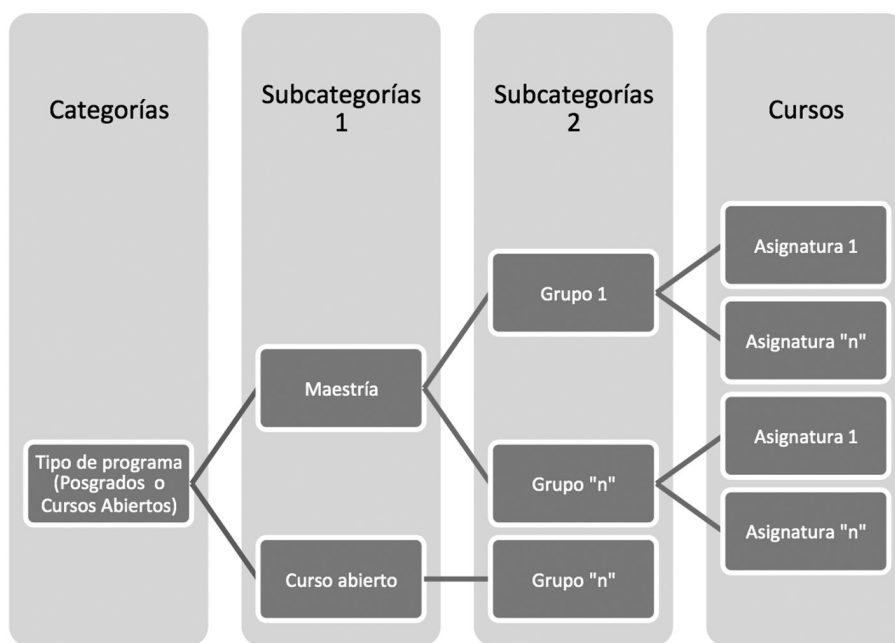 Categorías
Subcategorías
1
Subcategorías
2
Cursos
Tipo de programa
(Posgrados o
Cursos Abiertos)
Maestría
Curso abierto
Grupo 1
Grupo "n"
Grupo "n"
Asignatura 1
Asignatura "n"
Asignatura 1
Asignatura "n"